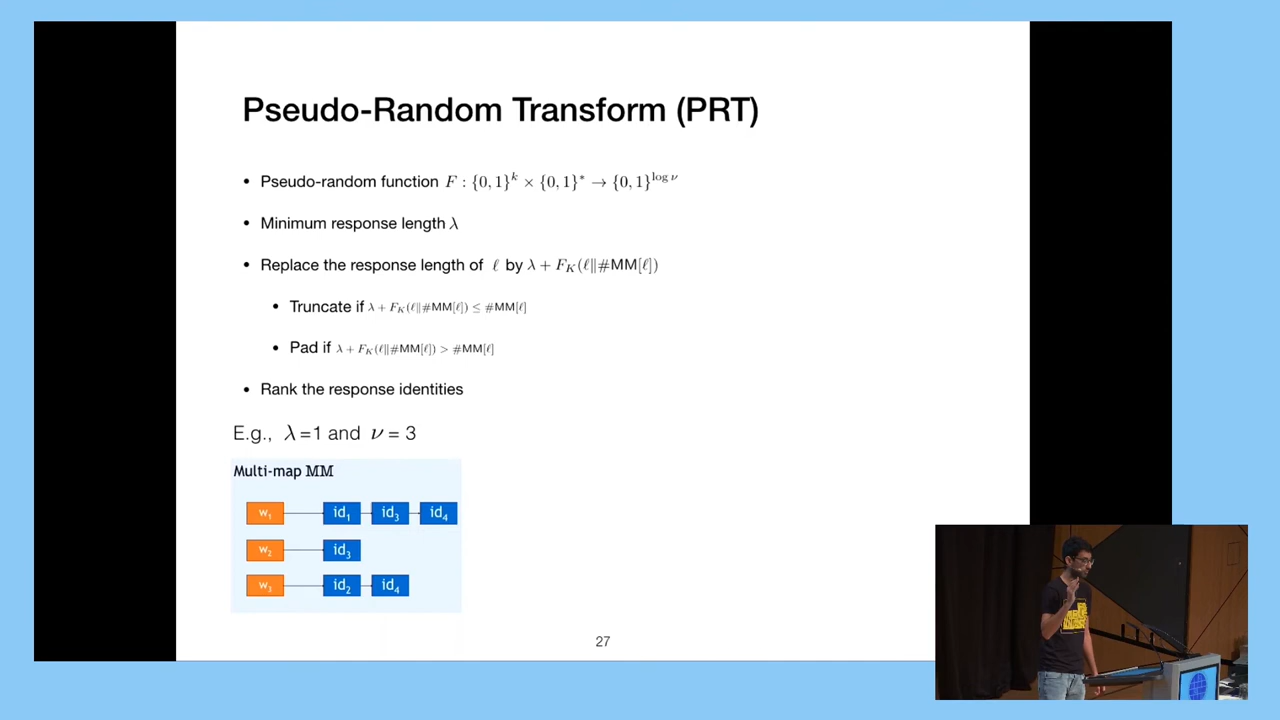 Pseudo-Random Transform (PRT)
• Pseudo-random function F : {0, 1}^k × {0, 1}^* → {0, 1}^{log ν}
• Minimum response length λ
• Replace the response length of ℓ by λ + F_K(ℓ‖#MM[ℓ])
• Truncate if λ + F_K(ℓ‖#MM[ℓ]) ≤ #MM[ℓ]
• Pad if λ + F_K(ℓ‖#MM[ℓ]) > #MM[ℓ]
• Rank the response identities
E.g., λ =1 and ν = 3
Multi-map MM
w₁ id₁ id₃ id₄
w₂ id₃
w₃ id₂ id₄
27